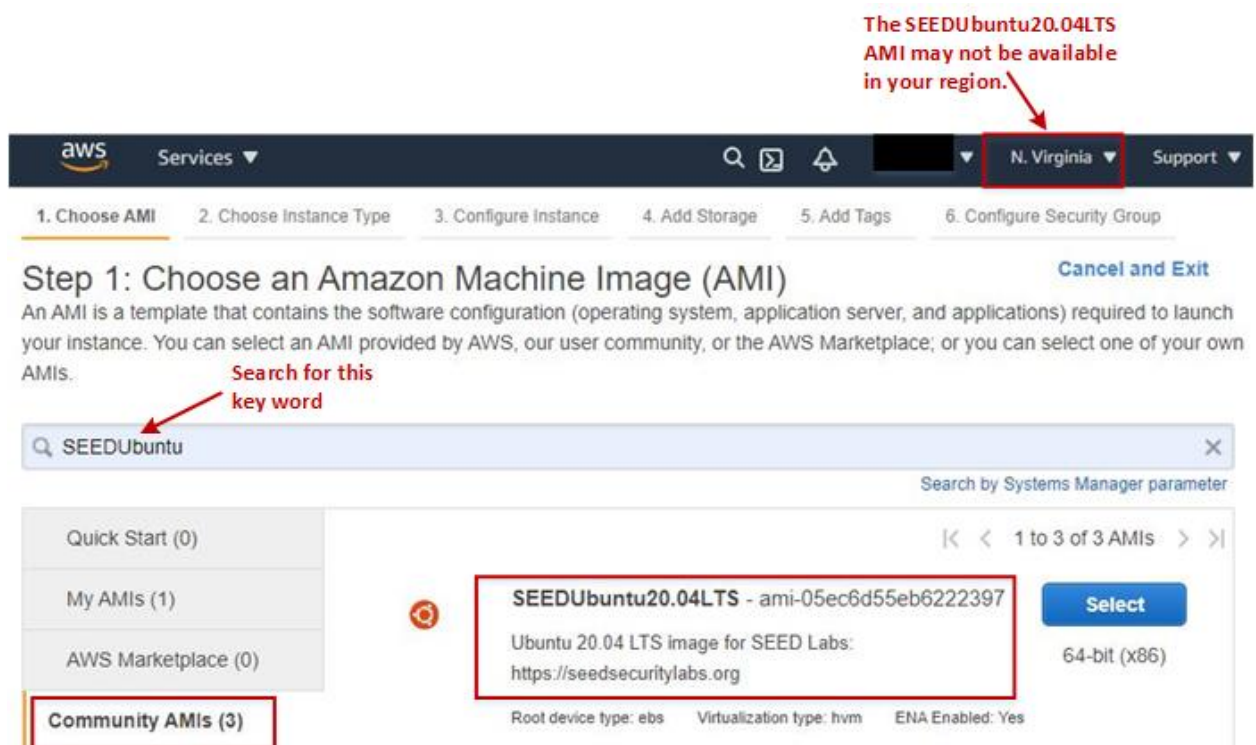 The SEEDUbuntu20.04LTS
AMI may not be available
in your region.
aws Services N. Virginia Support
1. Choose AMI 2. Choose Instance Type 3. Configure Instance 4. Add Storage 5. Add Tags 6. Configure Security Group
Step 1: Choose an Amazon Machine Image (AMI) Cancel and Exit
An AMI is a template that contains the software configuration (operating system, application server, and applications) required to launch
your instance. You can select an AMI provided by AWS, our user community, or the AWS Marketplace; or you can select one of your own
AMIs.
Search for this
key word
SEEDUbuntu
Search by Systems Manager parameter
Quick Start (0)
1 to 3 of 3 AMIs
My AMIs (1)
SEEDUbuntu20.04LTS - ami-05ec6d55eb6222397
Select
Ubuntu 20.04 LTS image for SEED Labs:
https://seedsecuritylabs.org
64-bit (x86)
AWS Marketplace (0)
Community AMIs (3)
Root device type: ebs Virtualization type: hvm ENA Enabled: Yes